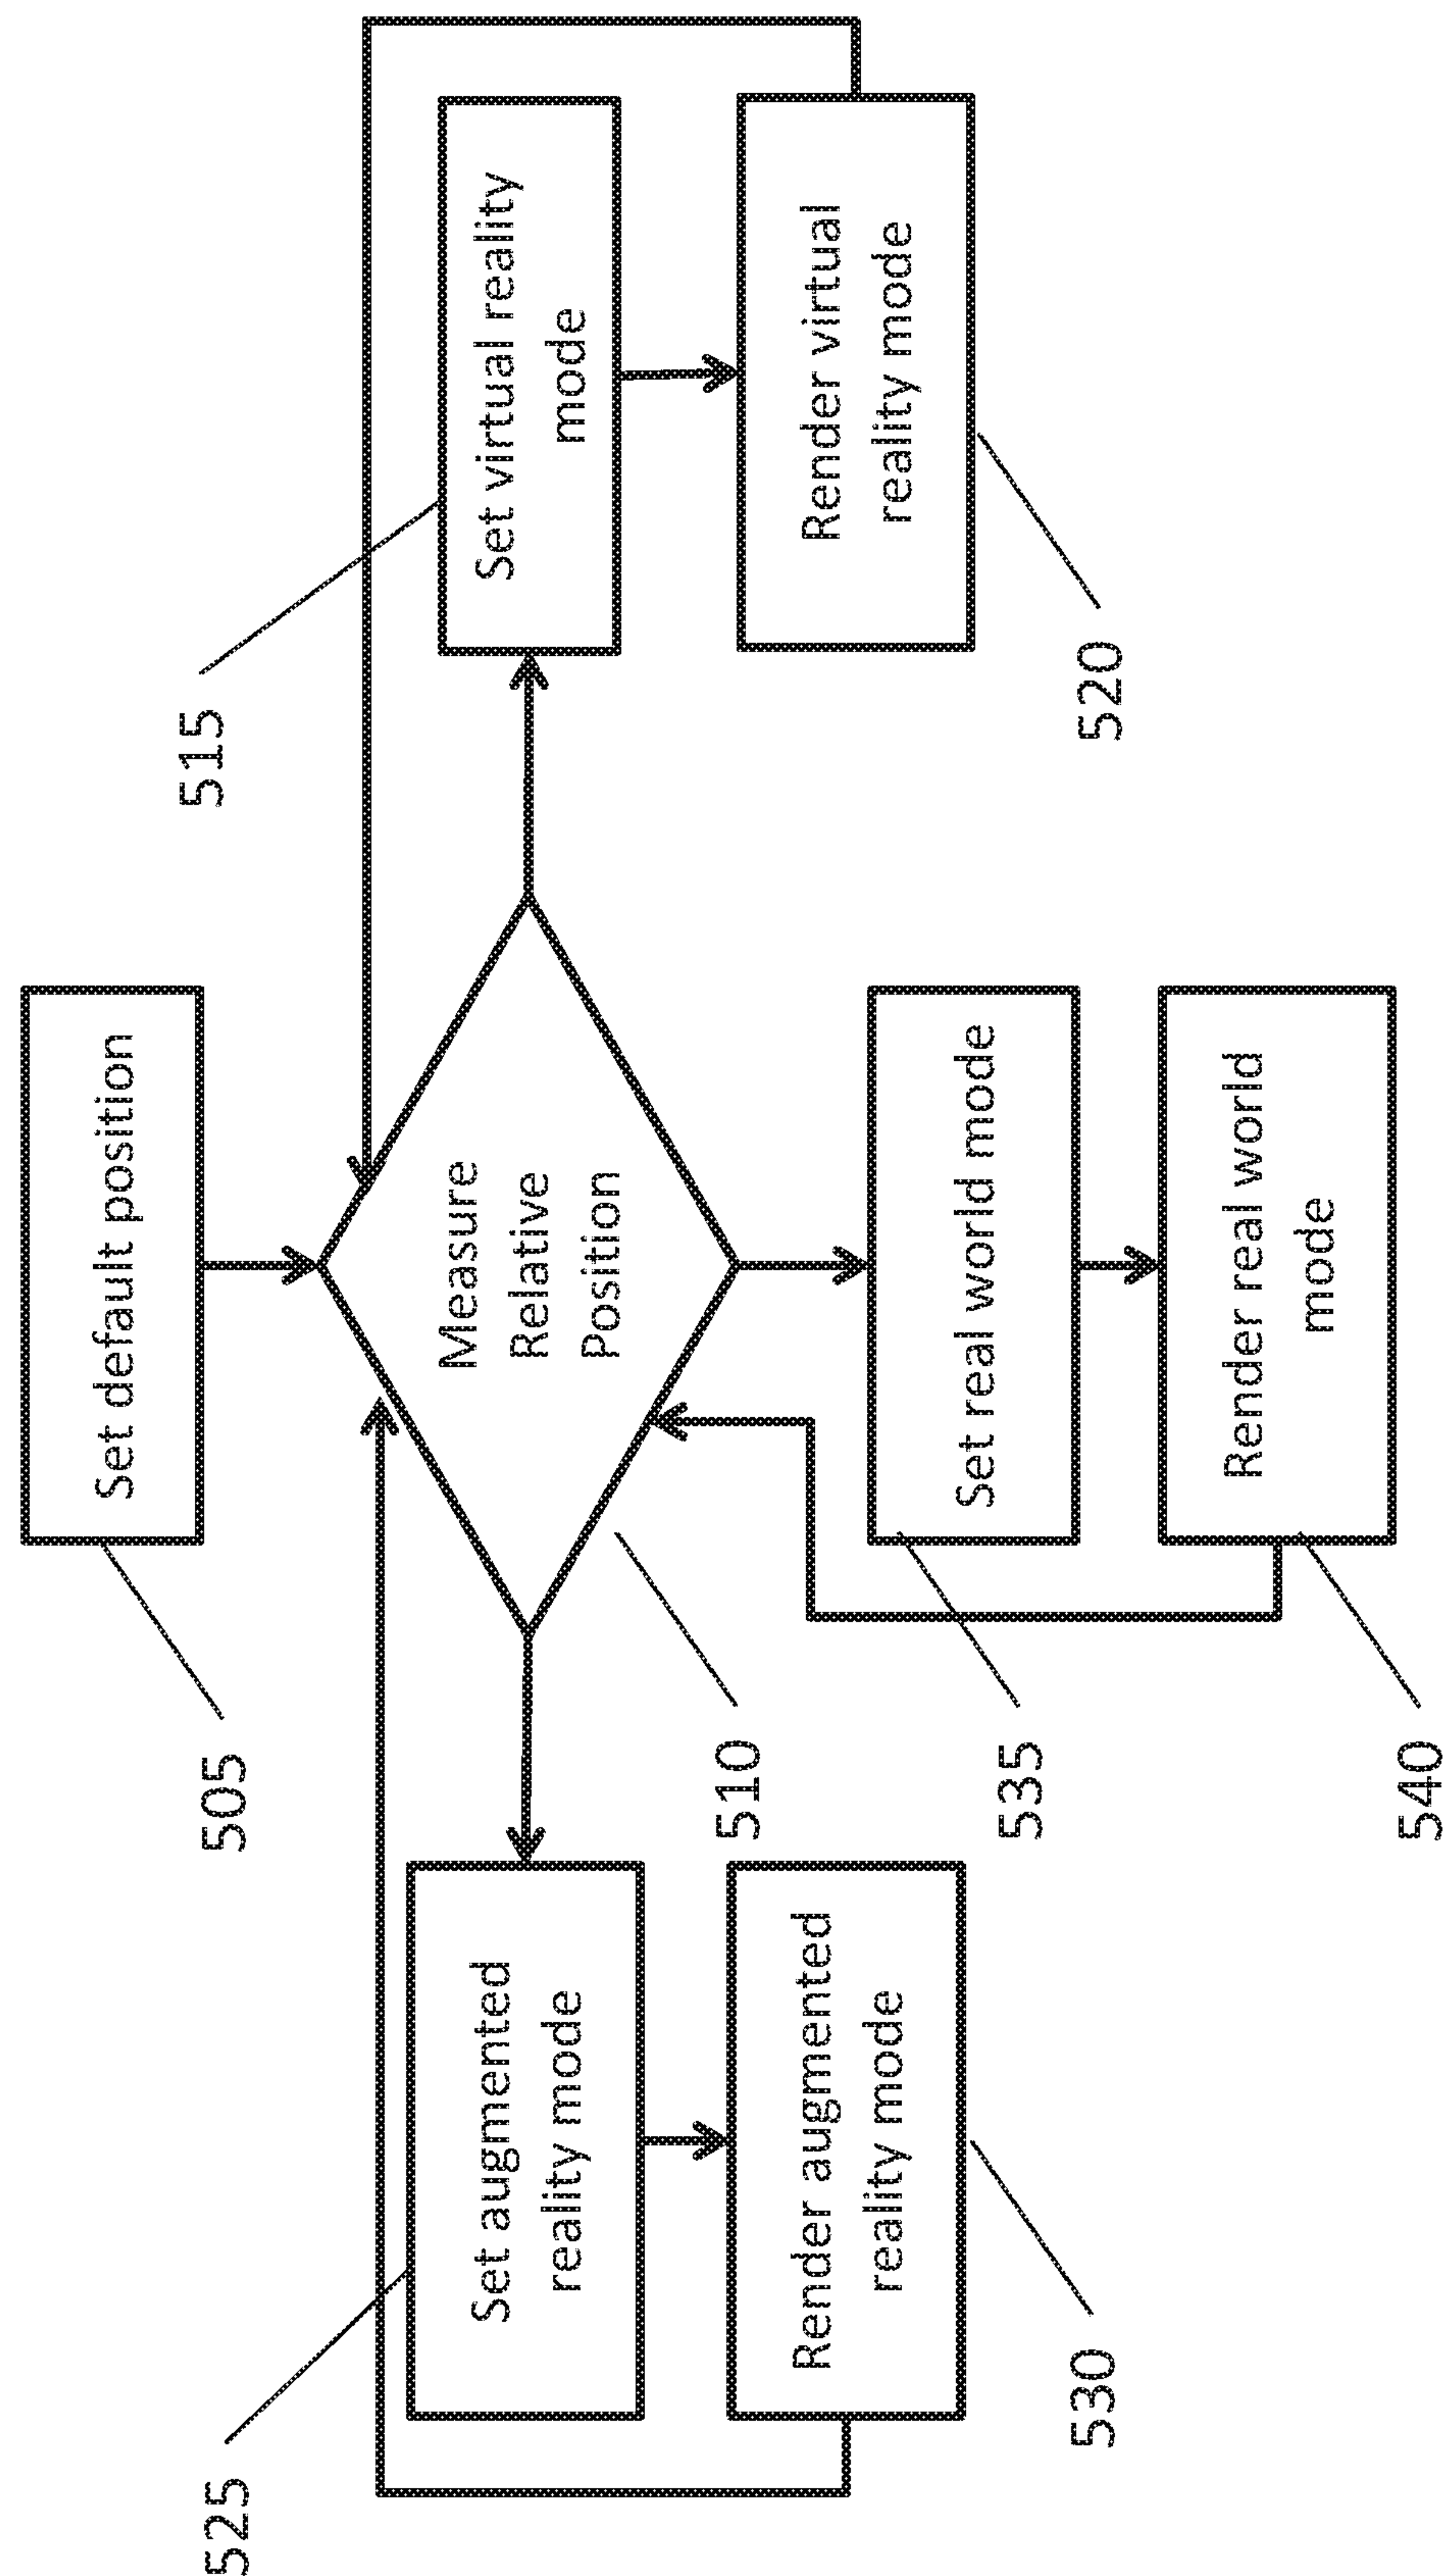 505
Set default position
510
Measure
Relative
Position
515
Set virtual reality
mode
520
Render virtual
reality mode
525
Set augmented
reality mode
530
Render augmented
reality mode
535
Set real world mode
540
Render real world
mode